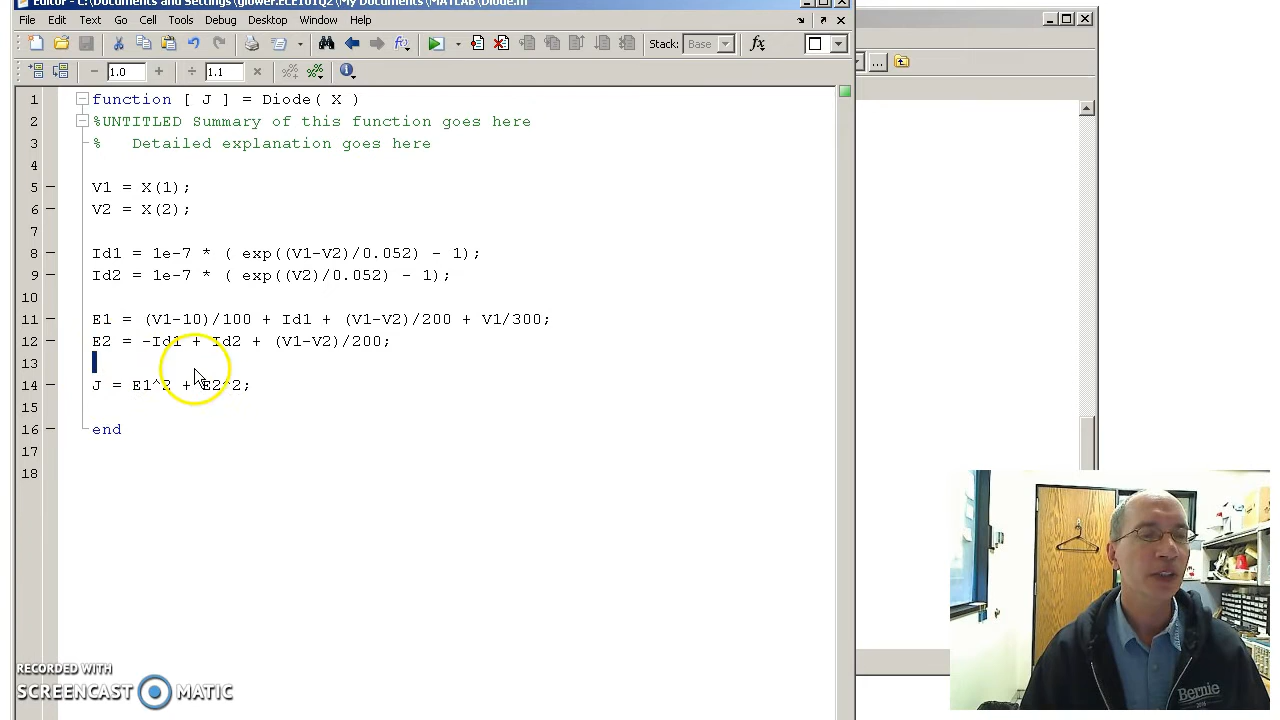 Editor - C:\Documents and Settings\glower.ECE101Q2\My Documents\MATLAB\Diode.m
File Edit Text Go Cell Tools Debug Desktop Window Help
Stack: Base fx
1.0 1.1
1 function [ J ] = Diode( X )
2 %UNTITLED Summary of this function goes here
3 % Detailed explanation goes here
4
5 V1 = X(1);
6 V2 = X(2);
7
8 Id1 = 1e-7 * ( exp((V1-V2)/0.052) - 1);
9 Id2 = 1e-7 * ( exp((V2)/0.052) - 1);
10
11 E1 = (V1-10)/100 + Id1 + (V1-V2)/200 + V1/300;
12 E2 = -Id1 + Id2 + (V1-V2)/200;
13
14 J = E1^2 + E2^2;
15
16 end
17
18
RECORDED WITH
SCREENCAST MATIC
Bernie
2016